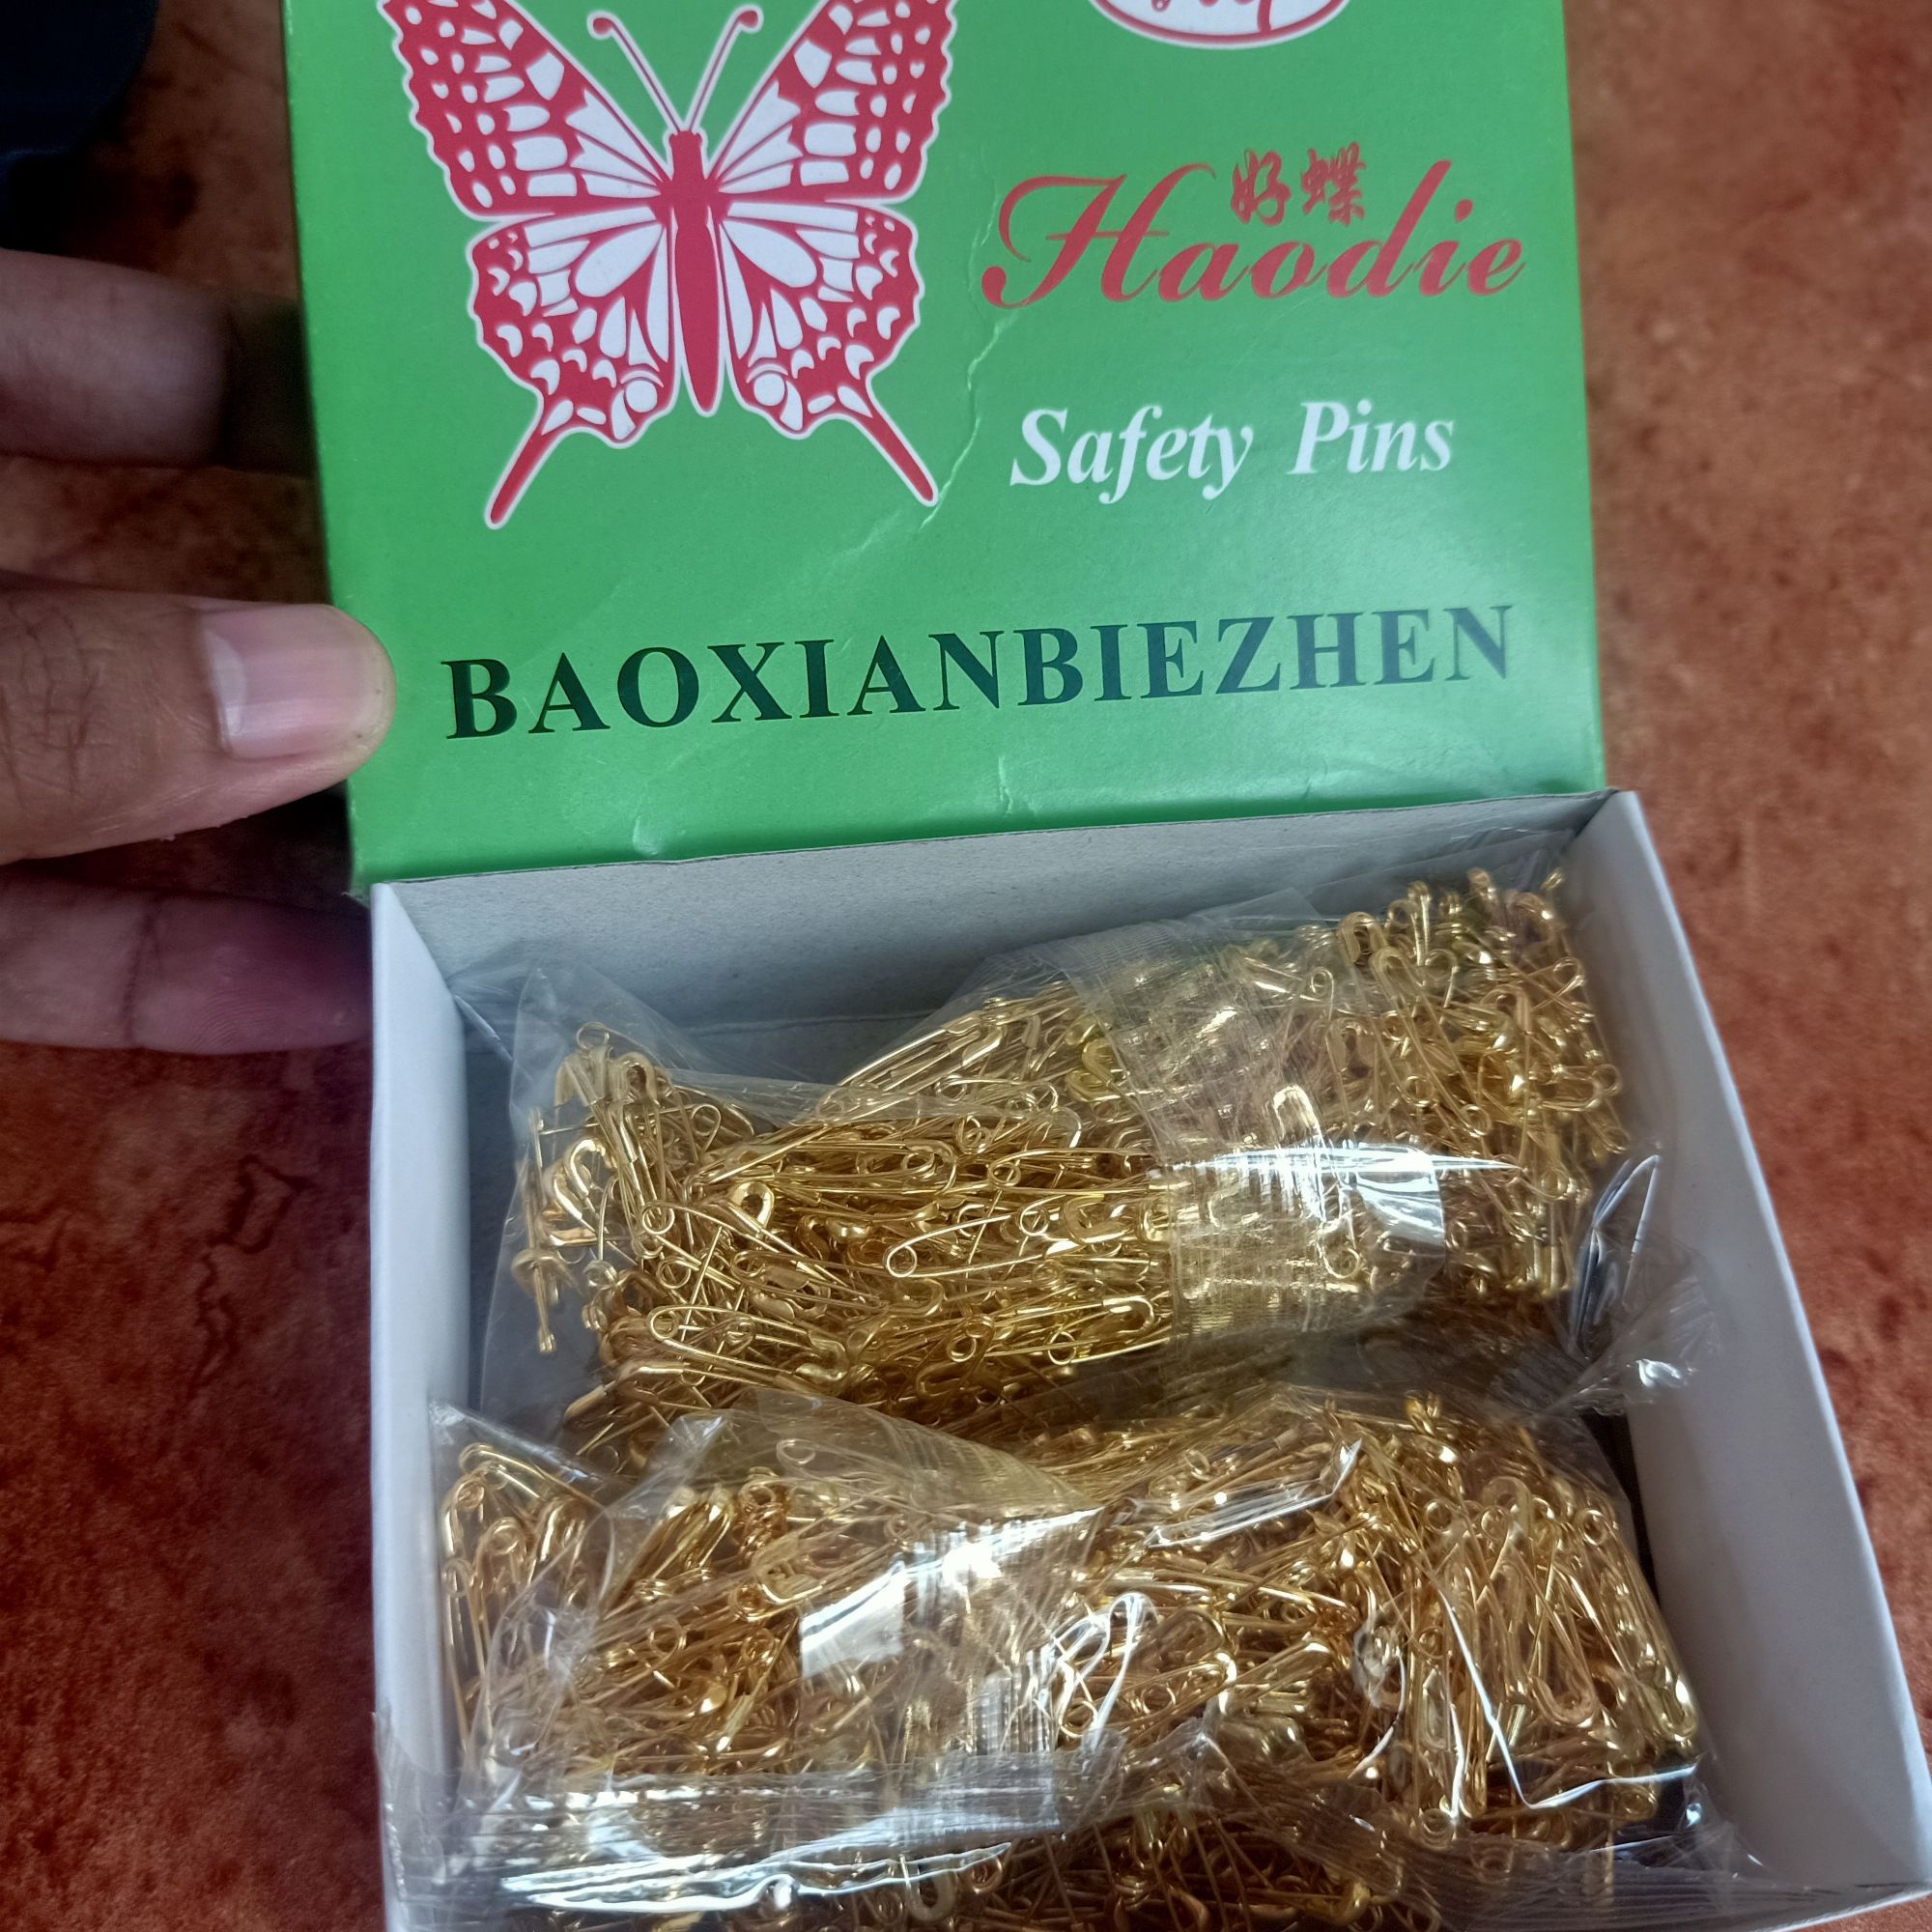 好蝶
Haodie
Safety Pins
BAOXIANBIEZHEN